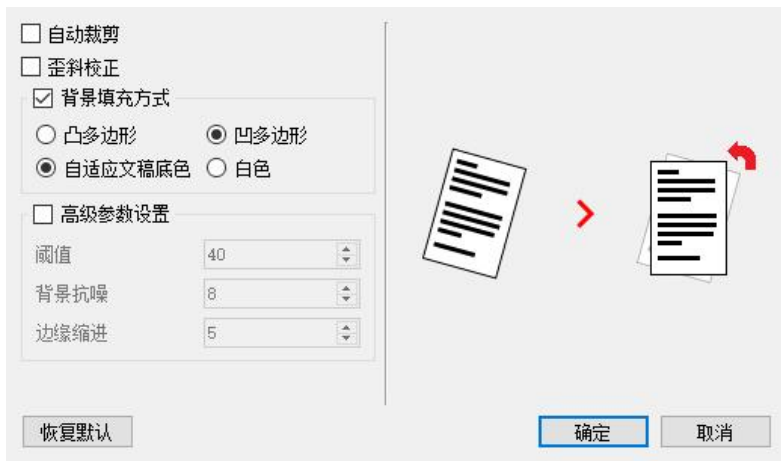 自动裁剪
歪斜校正
背景填充方式
凸多边形 凹多边形
自适应文稿底色 白色
高级参数设置
阈值 40
背景抗噪 8
边缘缩进 5
恢复默认 确定 取消